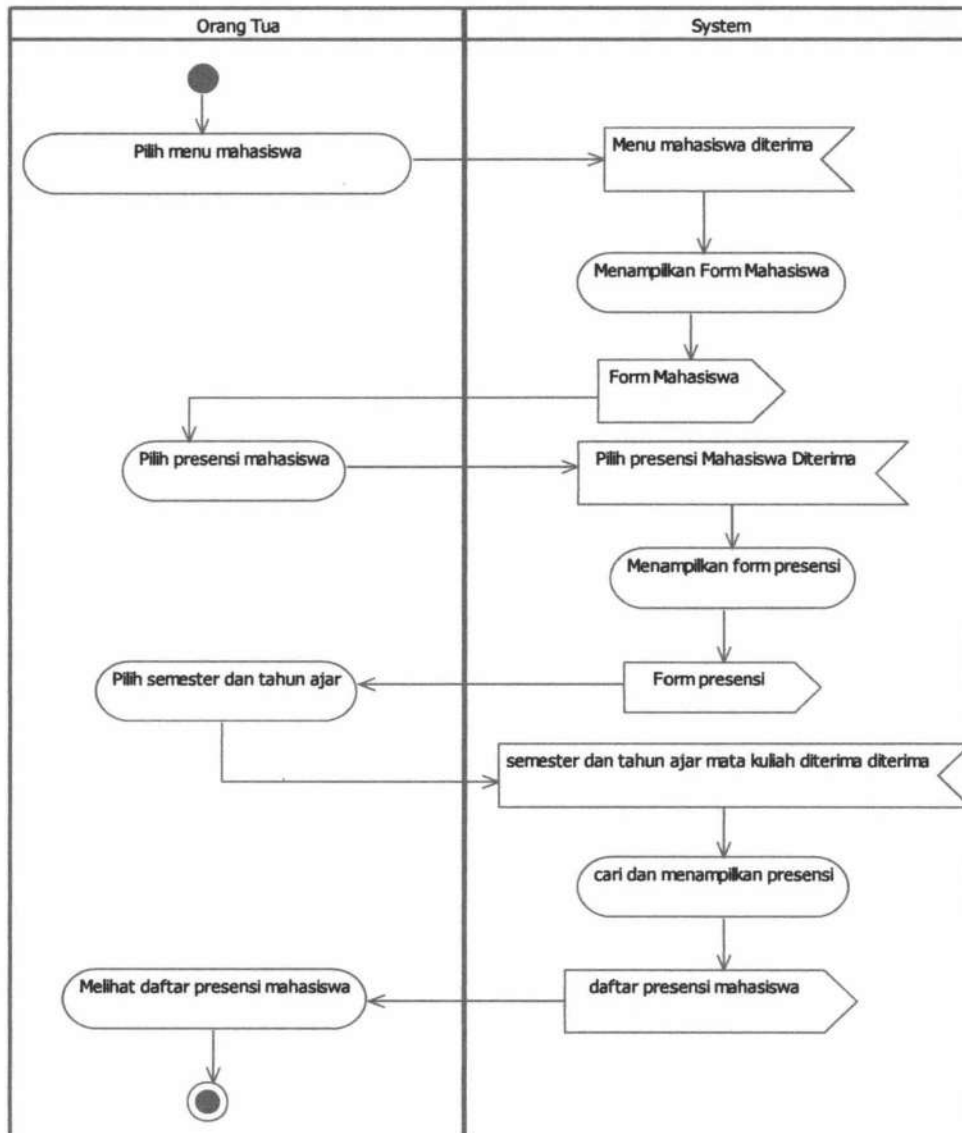 Orang Tua
System
Pilih menu mahasiswa
Menu mahasiswa diterima
Menampilkan Form Mahasiswa
Form Mahasiswa
Pilih presensi mahasiswa
Pilih presensi Mahasiswa Diterima
Menampilkan form presensi
Pilih semester dan tahun ajar
Form presensi
semester dan tahun ajar mata kuliah diterima diterima
cari dan menampilkan presensi
Melihat daftar presensi mahasiswa
daftar presensi mahasiswa